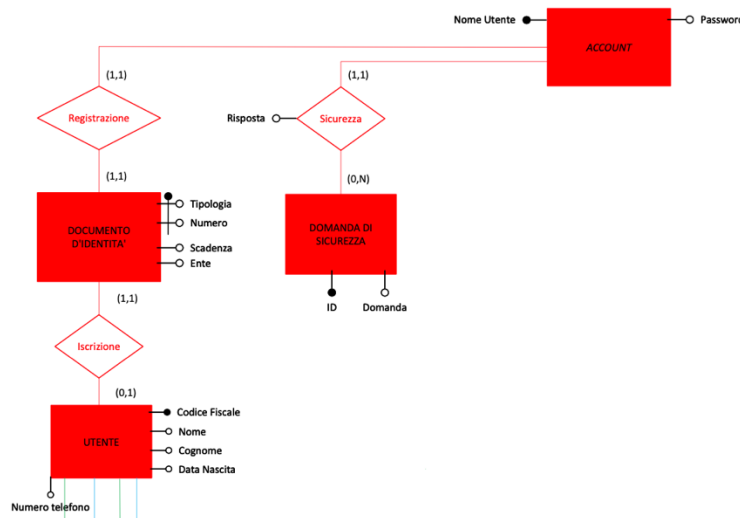 Nome Utente
Password
ACCOUNT
(1,1)
(1,1)
Registrazione
Risposta
Sicurezza
(1,1)
(0,N)
Tipologia
Numero
DOCUMENTO
D'IDENTITA'
Scadenza
Ente
DOMANDA DI
SICUREZZA
(1,1)
ID
Domanda
Iscrizione
(0,1)
Codice Fiscale
Nome
UTENTE
Cognome
Data Nascita
Numero telefono